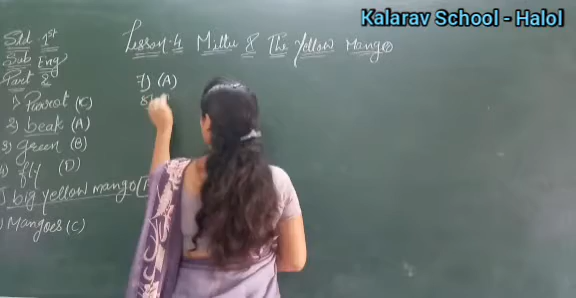 Kalarav School - Halol
Std. 1st
Sub Eng
Part 2
Lesson-4 Mittu & The Yellow Mango
1) Parrot (C)
2) beak (A)
3) green (B)
4) fly (D)
) big yellow mango (
) Mangoes (C)
7) (A)
8)